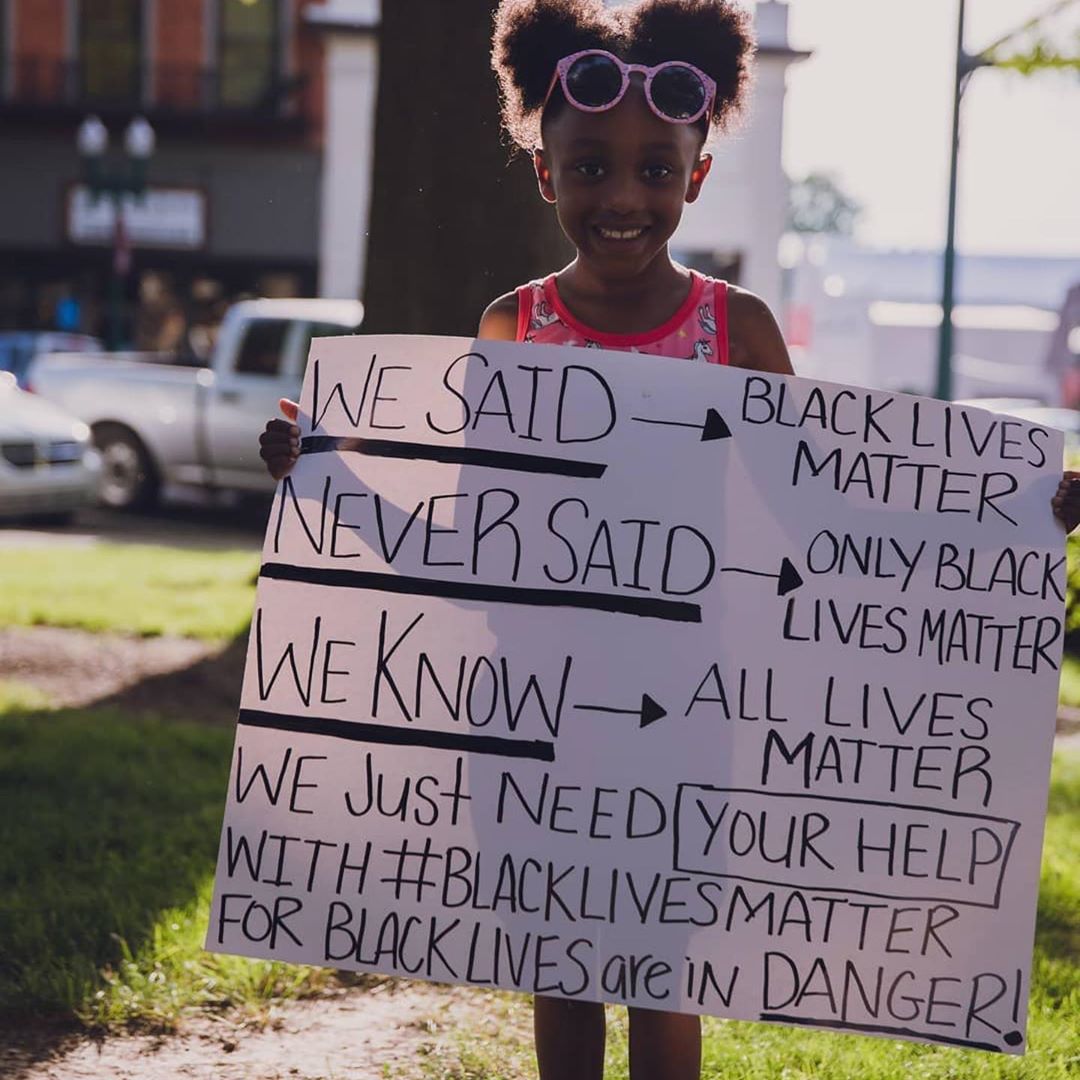 WE SAID → BLACK LIVES
MATTER
NEVER SAID → ONLY BLACK
LIVES MATTER
WE KNOW → ALL LIVES
MATTER
WE Just NEED YOUR HELP
WITH #BLACKLIVESMATTER
FOR BLACK LIVES are iN DANGER!